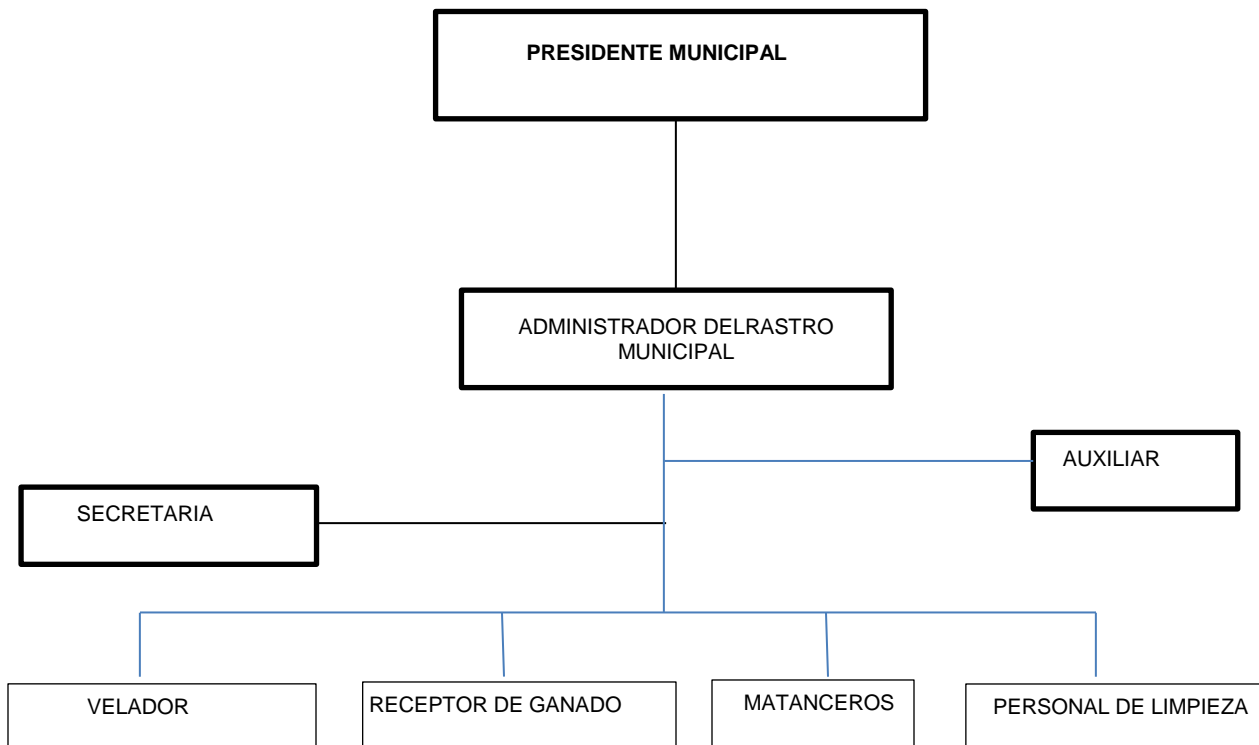 PRESIDENTE MUNICIPAL
ADMINISTRADOR DELRASTRO
MUNICIPAL
AUXILIAR
SECRETARIA
VELADOR
RECEPTOR DE GANADO
MATANCEROS
PERSONAL DE LIMPIEZA